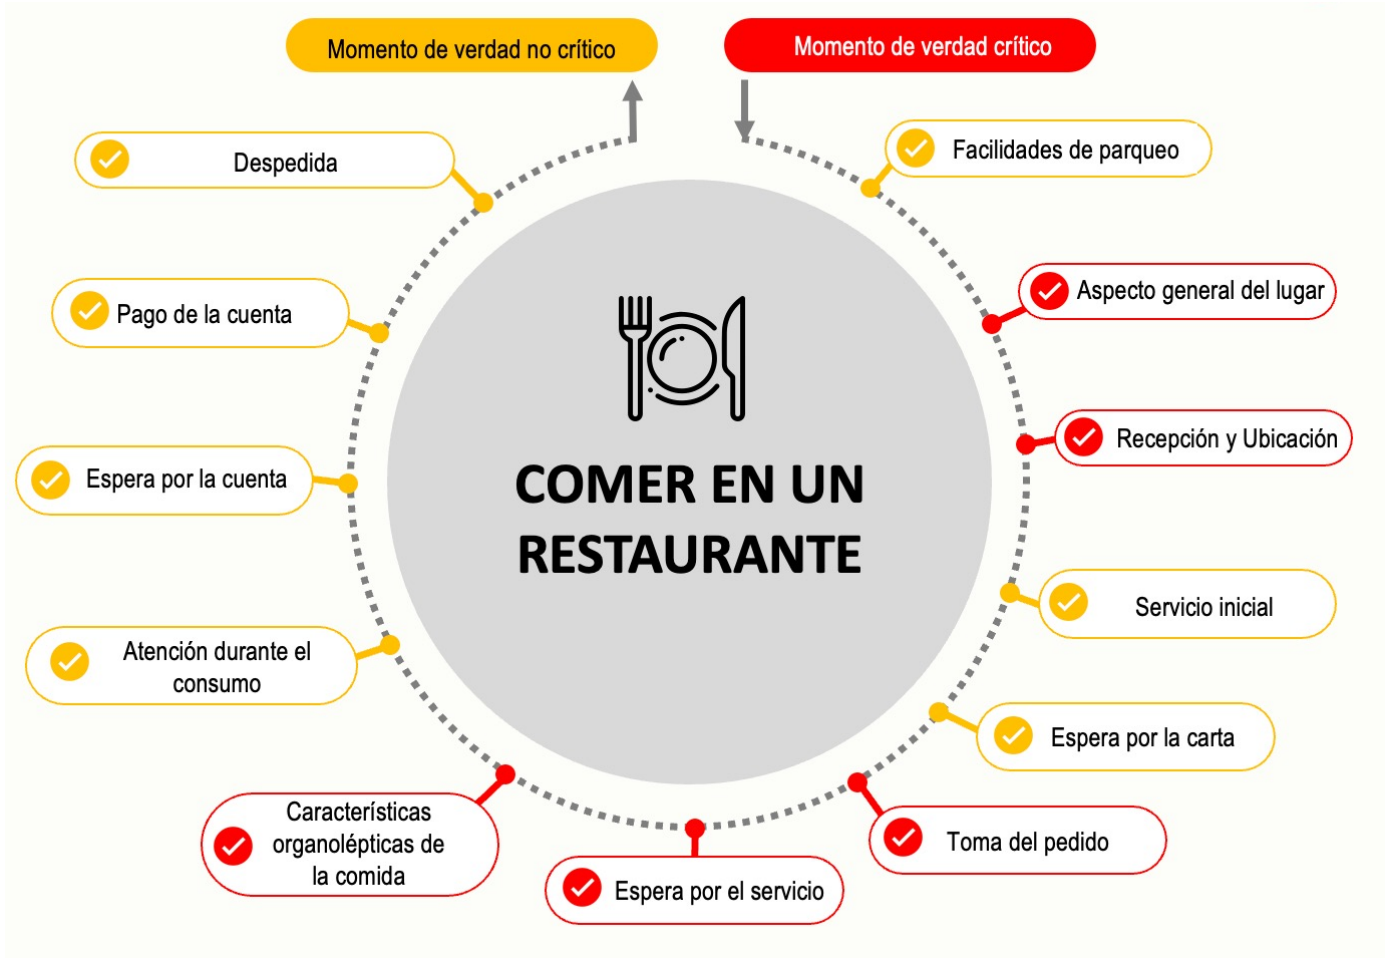 Momento de verdad no crítico
Momento de verdad crítico
Facilidades de parqueo
Aspecto general del lugar
Recepción y Ubicación
Servicio inicial
Espera por la carta
Toma del pedido
Espera por el servicio
Característícas
organolépticas de
la comida
Atención durante el
consumo
Espera por la cuenta
Pago de la cuenta
Despedida
COMER EN UN
RESTAURANTE